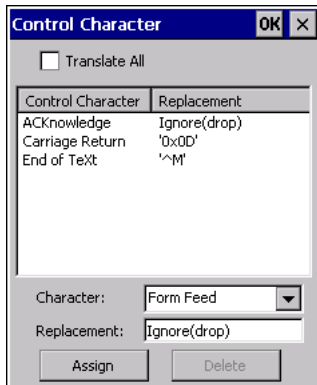 Control Character OK ×
Translate All
Control Character Replacement
ACKnowledge Ignore(drop)
Carriage Return '0x0D'
End of TeXt '^M'
Character: Form Feed
Replacement: Ignore(drop)
Assign Delete